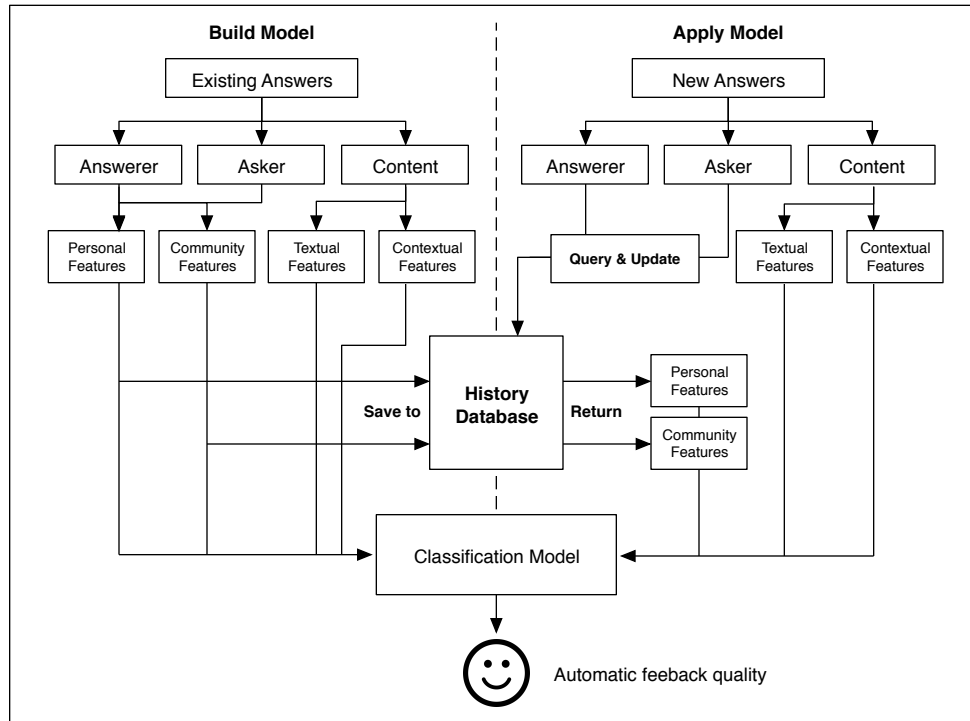 Build Model
Apply Model
Existing Answers
New Answers
Answerer
Asker
Content
Answerer
Asker
Content
Personal
Features
Community
Features
Textual
Features
Contextual
Features
Query & Update
Textual
Features
Contextual
Features
Save to
History
Database
Return
Personal
Features
Community
Features
Classification Model
Automatic feeback quality